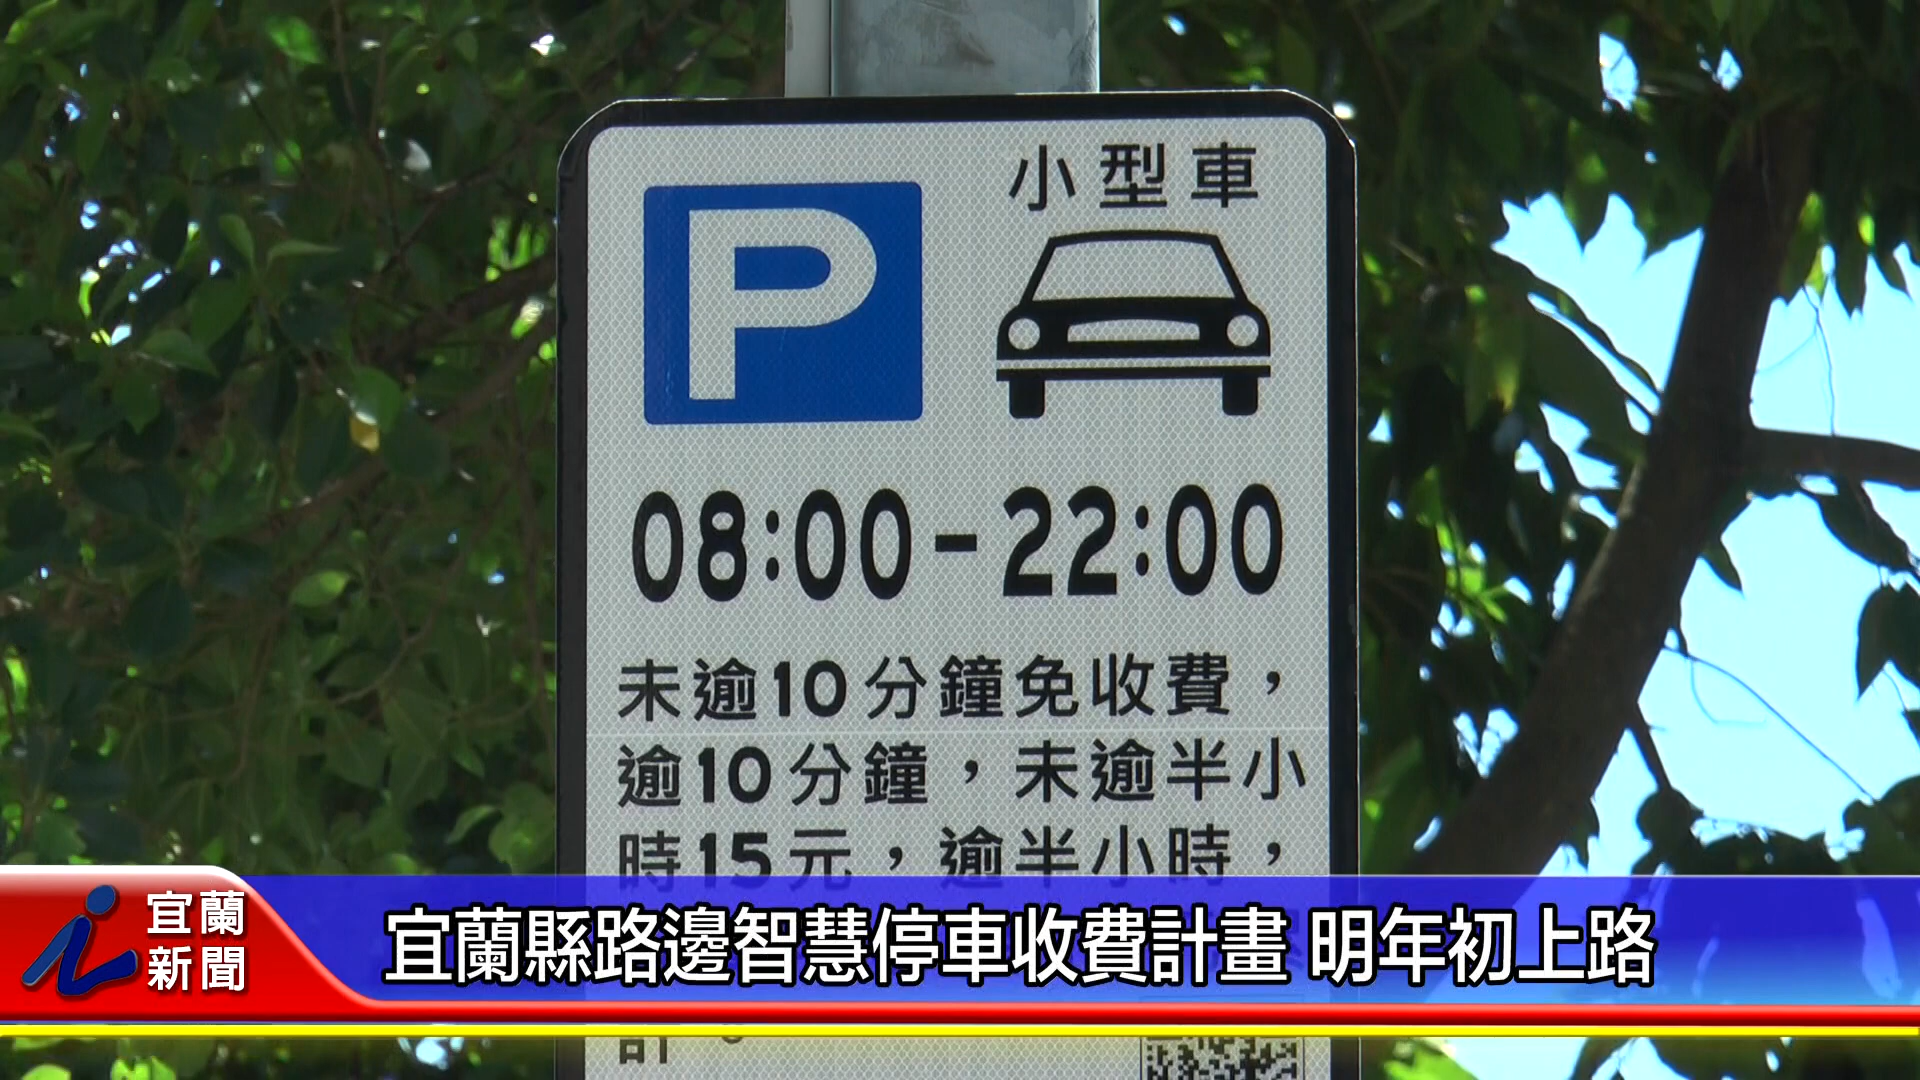 小型車
P
08:00-22:00
未逾10分鐘免收費，
逾10分鐘，未逾半小
時15元，逾半小時，
宜蘭
新聞
宜蘭縣路邊智慧停車收費計畫 明年初上路